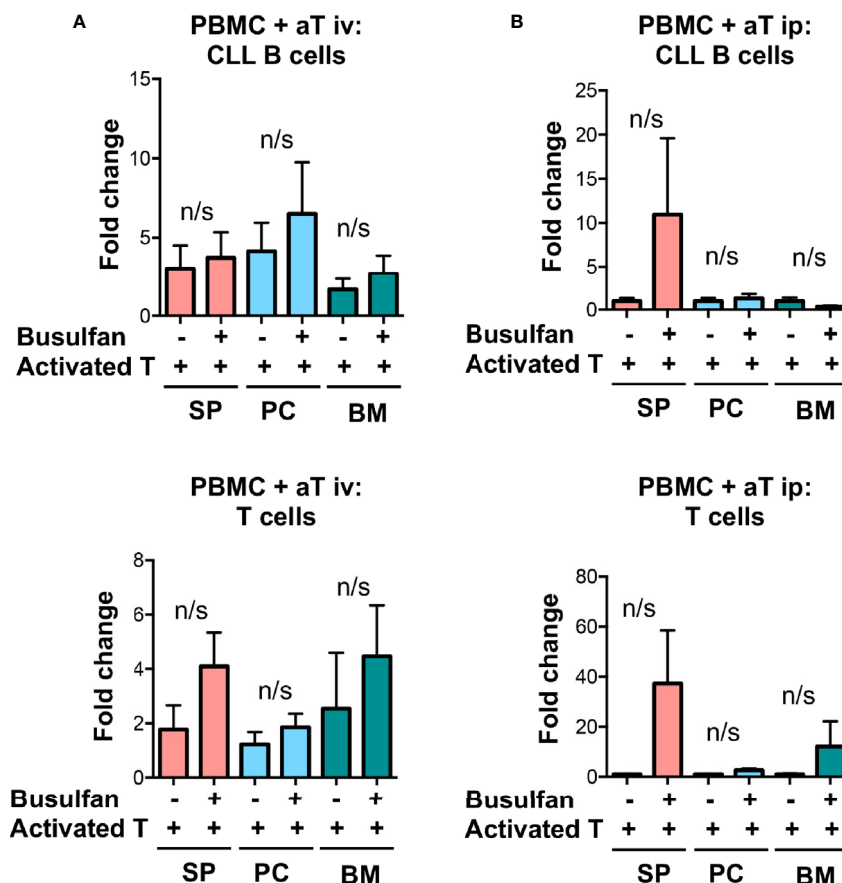 A
PBMC + aT iv:
CLL B cells
Fold change
15
10
5
0
n/s
n/s
n/s
Busulfan - + - + - +
Activated T + + + + + +
SP PC BM
B
PBMC + aT ip:
CLL B cells
Fold change
25
20
15
10
5
0
n/s
n/s
n/s
Busulfan - + - + - +
Activated T + + + + + +
SP PC BM
PBMC + aT iv:
T cells
Fold change
8
6
4
2
0
n/s
n/s
n/s
Busulfan - + - + - +
Activated T + + + + + +
SP PC BM
PBMC + aT ip:
T cells
Fold change
80
60
40
20
0
n/s
n/s
n/s
Busulfan - + - + - +
Activated T + + + + + +
SP PC BM